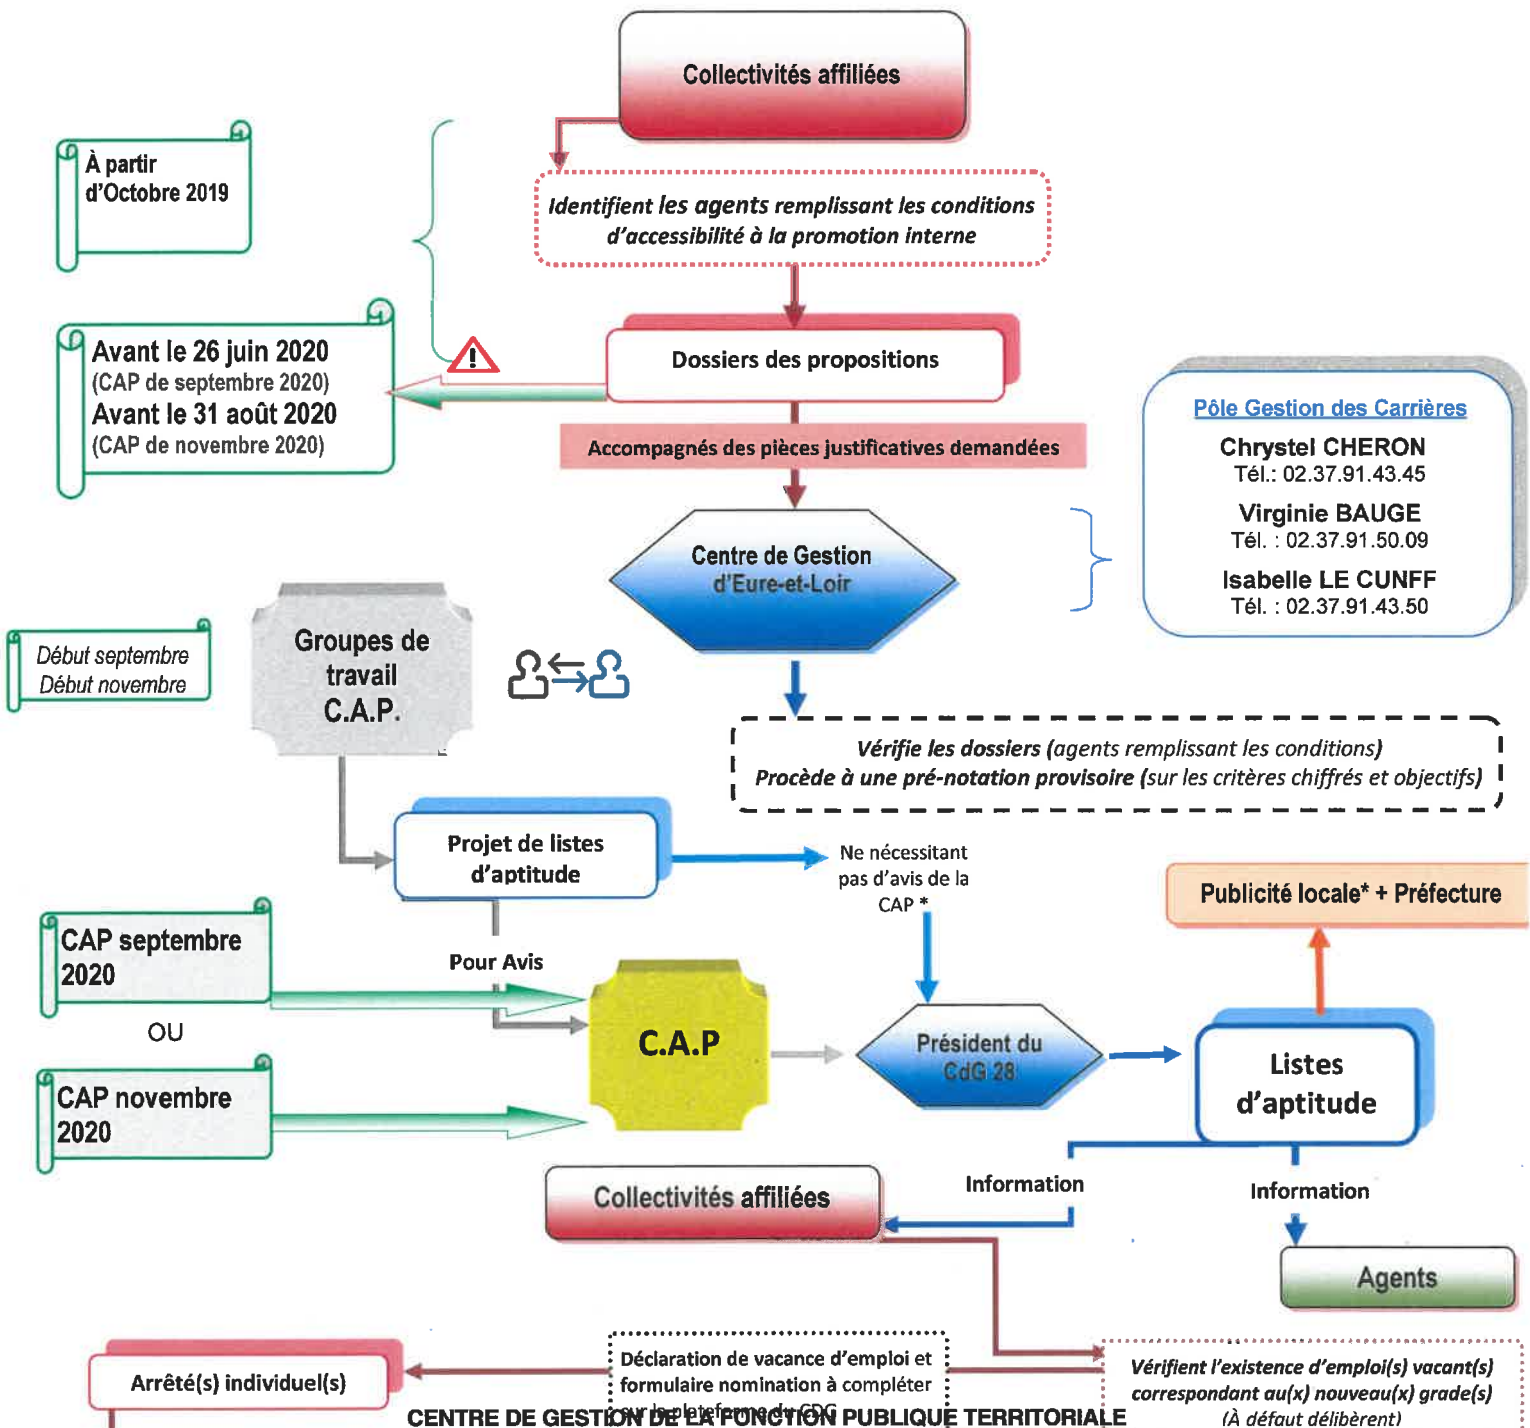 Collectivités affiliées
À partir
d'Octobre 2019
Identifient les agents remplissant les conditions
d'accessibilité à la promotion interne
Avant le 26 juin 2020
(CAP de septembre 2020)
Avant le 31 août 2020
(CAP de novembre 2020)
Dossiers des propositions
Accompagnés des pièces justificatives demandées
Pôle Gestion des Carrières
Chrystel CHERON
Tél.: 02.37.91.43.45
Virginie BAUGE
Tél. : 02.37.91.50.09
Isabelle LE CUNFF
Tél. : 02.37.91.43.50
Centre de Gestion
d'Eure-et-Loir
Début septembre
Début novembre
Groupes de
travail
C.A.P.
Vérifie les dossiers (agents remplissant les conditions)
Procède à une pré-notation provisoire (sur les critères chiffrés et objectifs)
Projet de listes
d'aptitude
Ne nécessitant
pas d'avis de la
CAP *
Publicité locale* + Préfecture
CAP septembre
2020
Pour Avis
OU
CAP novembre
2020
C.A.P
Président du
CdG 28
Listes
d'aptitude
Information
Information
Collectivités affiliées
Agents
Arrêté(s) individuel(s)
Déclaration de vacance d'emploi et
formulaire nomination à compléter
sur la plateforme du CDG
Vérifient l'existence d'emploi(s) vacant(s)
correspondant au(x) nouveau(x) grade(s)
(À défaut délibèrent)
CENTRE DE GESTION DE LA FONCTION PUBLIQUE TERRITORIALE